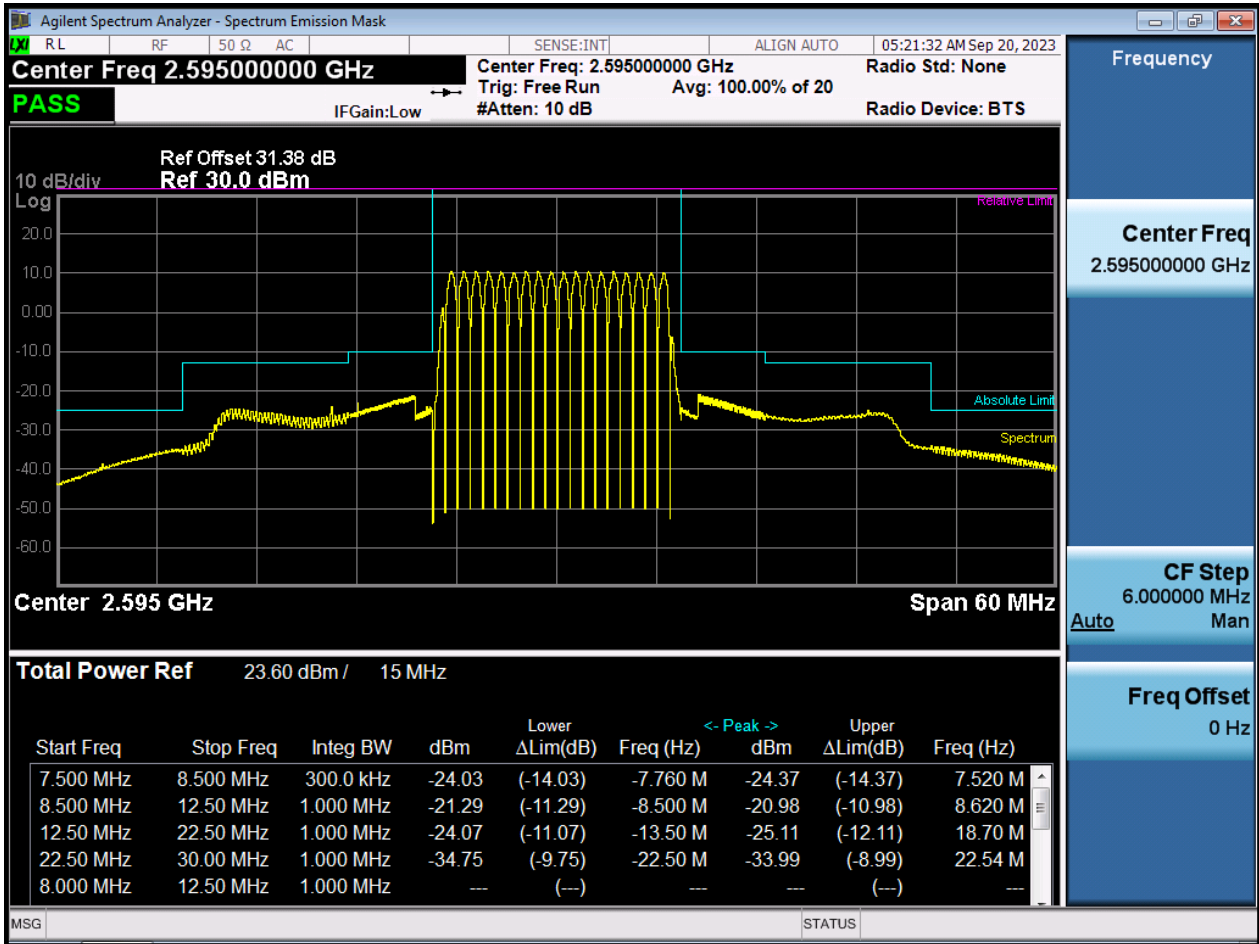 Agilent Spectrum Analyzer - Spectrum Emission Mask
LXI RL RF 50 Ω AC SENSE:INT ALIGN AUTO 05:21:32 AM Sep 20, 2023
Center Freq 2.595000000 GHz
Center Freq: 2.595000000 GHz Radio Std: None
Trig: Free Run Avg: 100.00% of 20
PASS
IFGain:Low #Atten: 10 dB Radio Device: BTS
Ref Offset 31.38 dB
10 dB/div Ref 30.0 dBm
Log
Relative Limit
20.0
10.0
0.00
-10.0
-20.0
Absolute Limit
-30.0
Spectrum
-40.0
-50.0
-60.0
Center 2.595 GHz Span 60 MHz
Total Power Ref 23.60 dBm / 15 MHz
Lower <- Peak -> Upper
Start Freq Stop Freq Integ BW dBm ΔLim(dB) Freq (Hz) dBm ΔLim(dB) Freq (Hz)
7.500 MHz 8.500 MHz 300.0 kHz -24.03 (-14.03) -7.760 M -24.37 (-14.37) 7.520 M
8.500 MHz 12.50 MHz 1.000 MHz -21.29 (-11.29) -8.500 M -20.98 (-10.98) 8.620 M
12.50 MHz 22.50 MHz 1.000 MHz -24.07 (-11.07) -13.50 M -25.11 (-12.11) 18.70 M
22.50 MHz 30.00 MHz 1.000 MHz -34.75 (-9.75) -22.50 M -33.99 (-8.99) 22.54 M
8.000 MHz 12.50 MHz 1.000 MHz --- (---) --- --- (---) ---
MSG STATUS
Frequency
Center Freq
2.595000000 GHz
CF Step
6.000000 MHz
Auto Man
Freq Offset
0 Hz